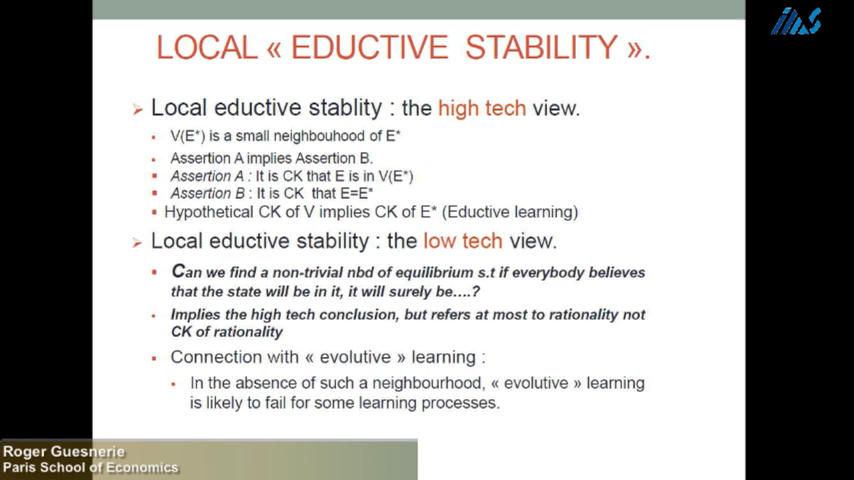 LOCAL « EDUCTIVE STABILITY ».
Local eductive stablity : the high tech view.
V(E*) is a small neighbouhood of E*
Assertion A implies Assertion B.
Assertion A : It is CK that E is in V(E*)
Assertion B : It is CK that E=E*
Hypothetical CK of V implies CK of E* (Eductive learning)
Local eductive stability : the low tech view.
Can we find a non-trivial nbd of equilibrium s.t if everybody believes
that the state will be in it, it will surely be....?
Implies the high tech conclusion, but refers at most to rationality not
CK of rationality
Connection with « evolutive » learning :
In the absence of such a neighbourhood, « evolutive » learning
is likely to fail for some learning processes.
Roger Guesnerie
Paris School of Economics